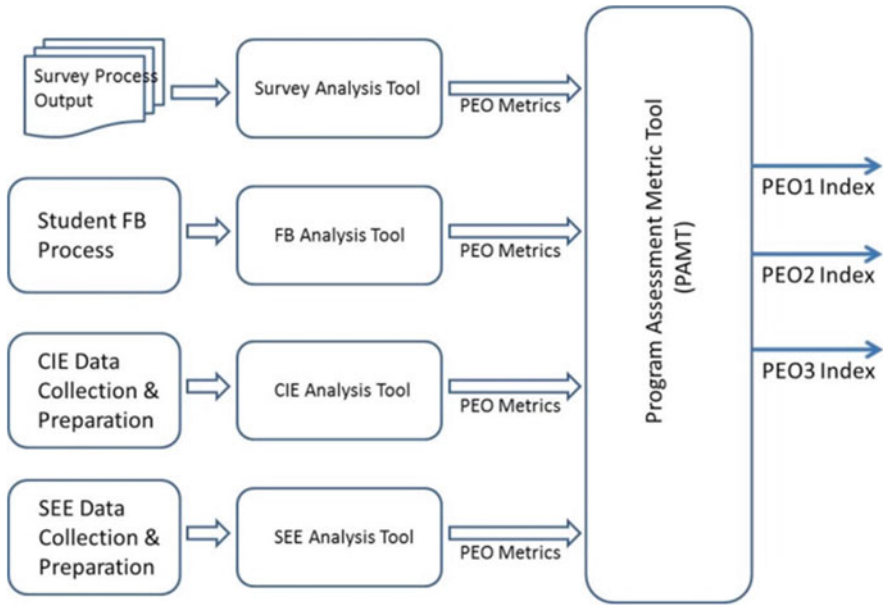 Survey Process
Output
Survey Analysis Tool
PEO Metrics
Student FB
Process
FB Analysis Tool
PEO Metrics
CIE Data
Collection &
Preparation
CIE Analysis Tool
PEO Metrics
SEE Data
Collection &
Preparation
SEE Analysis Tool
PEO Metrics
Program Assessment Metric Tool
(PAMT)
PEO1 Index
PEO2 Index
PEO3 Index